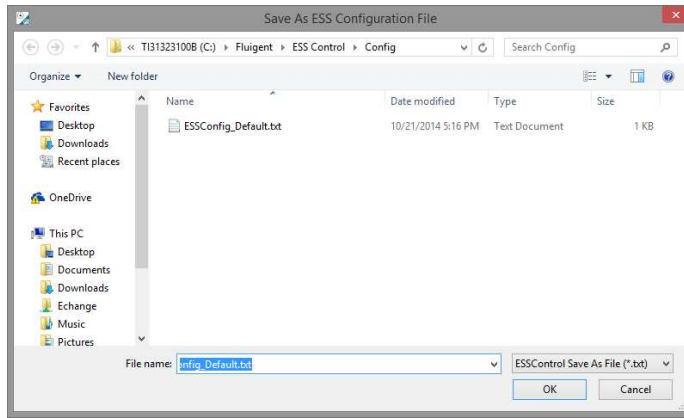 Save As ESS Configuration File
« TI31323100B (C:) Fluigent ESS Control Config Search Config
Organize New folder
Name Date modified Type Size
ESSConfig_Default.txt 10/21/2014 5:16 PM Text Document 1 KB
Favorites
Desktop
Downloads
Recent places
OneDrive
This PC
Desktop
Documents
Downloads
Echange
Music
Pictures
File name: onfig_Default.txt ESSControl Save As File (*.txt)
OK Cancel